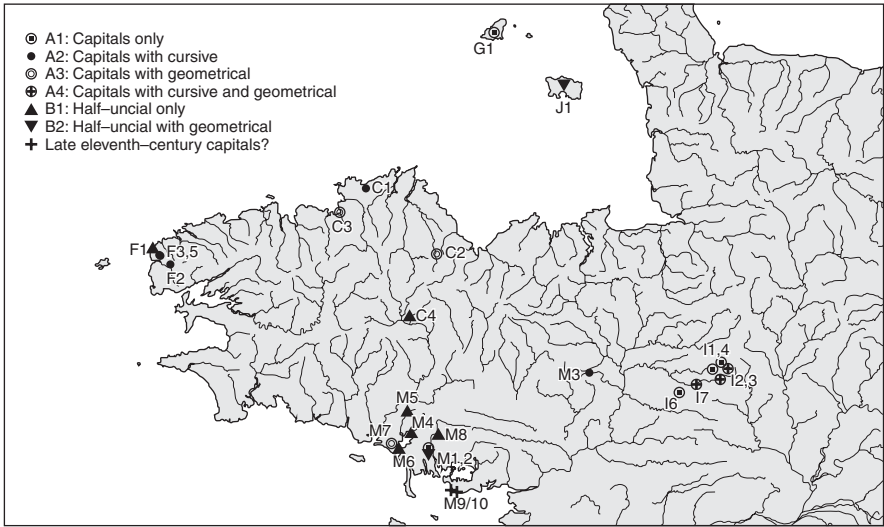 A1: Capitals only
A2: Capitals with cursive
A3: Capitals with geometrical
A4: Capitals with cursive and geometrical
B1: Half–uncial only
B2: Half–uncial with geometrical
Late eleventh–century capitals?
G1
J1
C1
C3
F1
F3,5
C2
F2
C4
I1,4
M3
I2,3
I7
I6
M5
M4
M7
M8
M6
M1,2
M9/10